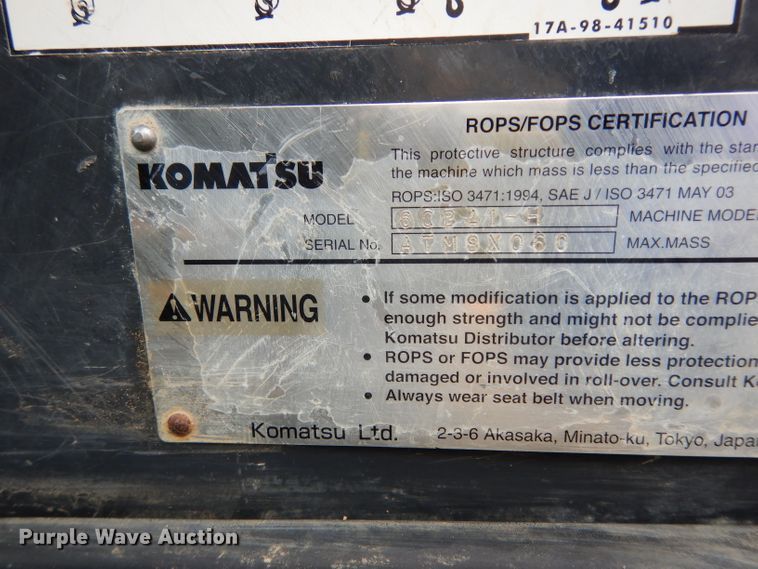 17A-98-41510
ROPS/FOPS CERTIFICATION
KOMATSU
This protective structure complies with the
the machine which mass is less than the specified
ROPS:ISO 3471:1994, SAE J / ISO 3471 MAY 03
MODEL MACHINE
SERIAL No. ATM9X060 MAX.MASS
WARNING
• If some modification is applied to the ROP
enough strength and might not be complie
Komatsu Distributor before altering.
• ROPS or FOPS may provide less protection
damaged or involved in roll-over. Consult
• Always wear seat belt when moving.
Komatsu Ltd. 2-3-6 Akasaka, Minato-ku, Tokyo, Japan
Purple Wave Auction